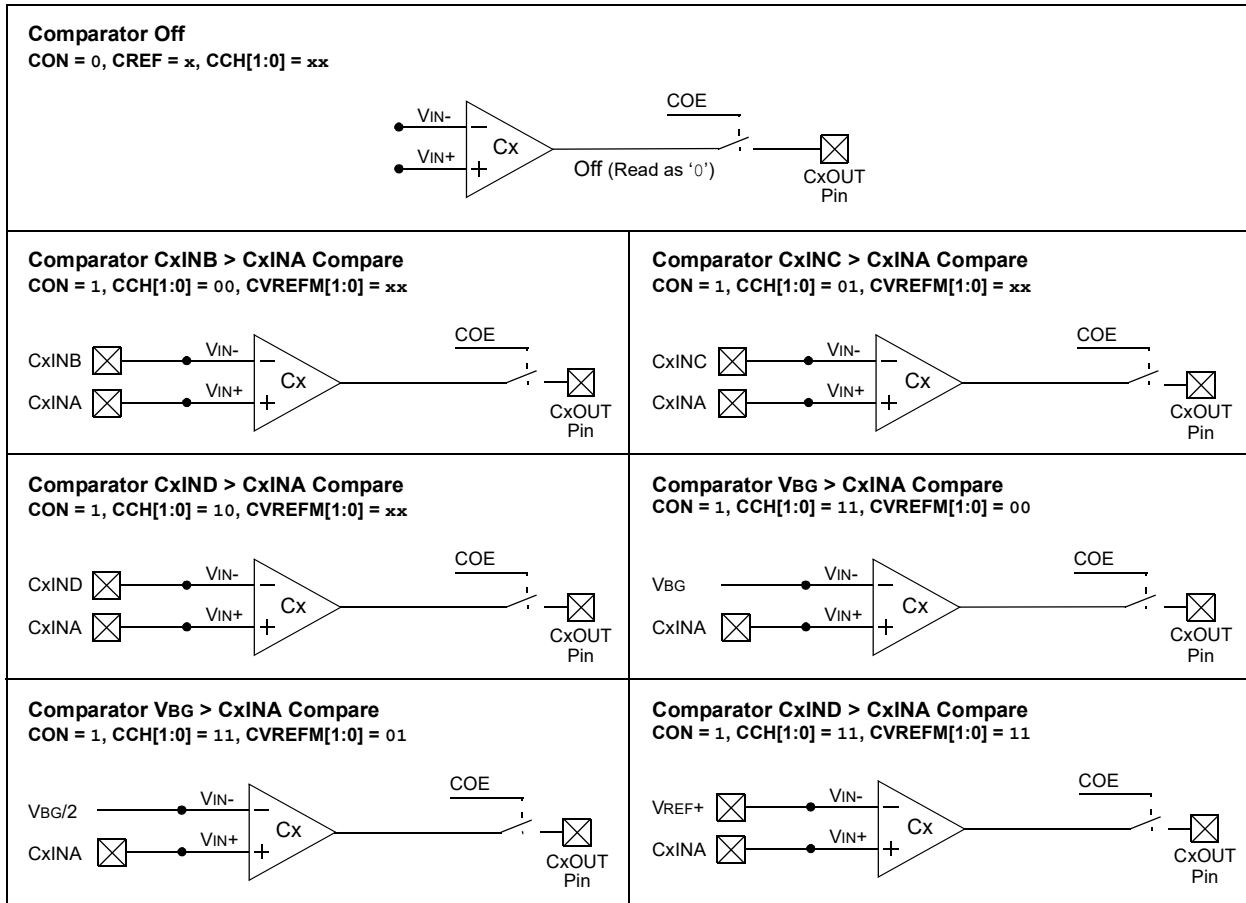 Comparator Off
CON = 0, CREF = x, CCH[1:0] = xx
COE
VIN-
Cx
VIN+
Off (Read as ‘0’)
CxOUT
Pin
Comparator CxINB > CxINA Compare
CON = 1, CCH[1:0] = 00, CVREFM[1:0] = xx
COE
CxINB
VIN-
Cx
CxINA
VIN+
CxOUT
Pin
Comparator CxINC > CxINA Compare
CON = 1, CCH[1:0] = 01, CVREFM[1:0] = xx
COE
CxINC
VIN-
Cx
CxINA
VIN+
CxOUT
Pin
Comparator CxIND > CxINA Compare
CON = 1, CCH[1:0] = 10, CVREFM[1:0] = xx
COE
CxIND
VIN-
Cx
CxINA
VIN+
CxOUT
Pin
Comparator VBG > CxINA Compare
CON = 1, CCH[1:0] = 11, CVREFM[1:0] = 00
COE
VBG
VIN-
Cx
CxINA
VIN+
CxOUT
Pin
Comparator VBG > CxINA Compare
CON = 1, CCH[1:0] = 11, CVREFM[1:0] = 01
COE
VBG/2
VIN-
Cx
CxINA
VIN+
CxOUT
Pin
Comparator CxIND > CxINA Compare
CON = 1, CCH[1:0] = 11, CVREFM[1:0] = 11
COE
VREF+
VIN-
Cx
CxINA
VIN+
CxOUT
Pin